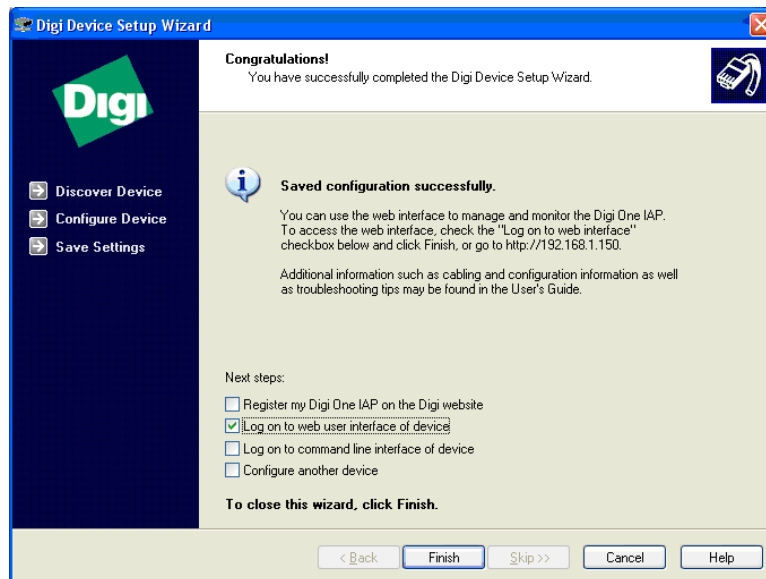 Digi Device Setup Wizard
Digi
Discover Device
Configure Device
Save Settings
Congratulations!
You have successfully completed the Digi Device Setup Wizard.
Saved configuration successfully.
You can use the web interface to manage and monitor the Digi One IAP.
To access the web interface, check the "Log on to web interface"
checkbox below and click Finish, or go to http://192.168.1.150.
Additional information such as cabling and configuration information as well
as troubleshooting tips may be found in the User's Guide.
Next steps:
Register my Digi One IAP on the Digi website
Log on to web user interface of device
Log on to command line interface of device
Configure another device
To close this wizard, click Finish.
< Back Finish Skip >> Cancel Help